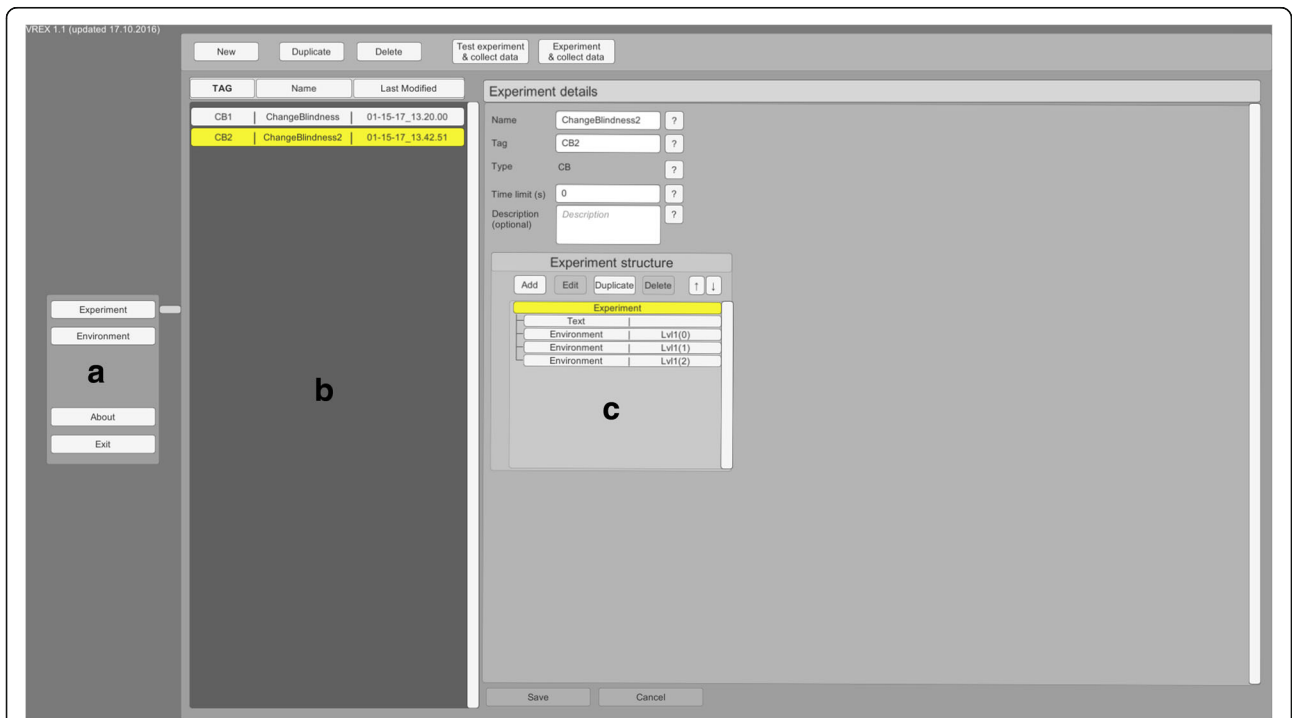 VREX 1.1 (updated 17.10.2016)
New Duplicate Delete Test experiment & collect data Experiment & collect data
TAG Name Last Modified
CB1 | ChangeBlindness | 01-15-17_13.20.00
CB2 | ChangeBlindness2 | 01-15-17_13.42.51
Experiment
Environment
a
About
Exit
b
Experiment details
Name ChangeBlindness2 ?
Tag CB2 ?
Type CB ?
Time limit (s) 0 ?
Description (optional) Description ?
Experiment structure
Add Edit Duplicate Delete ↑ ↓
Experiment
Text |
Environment | Lvl1(0)
Environment | Lvl1(1)
Environment | Lvl1(2)
c
Save Cancel